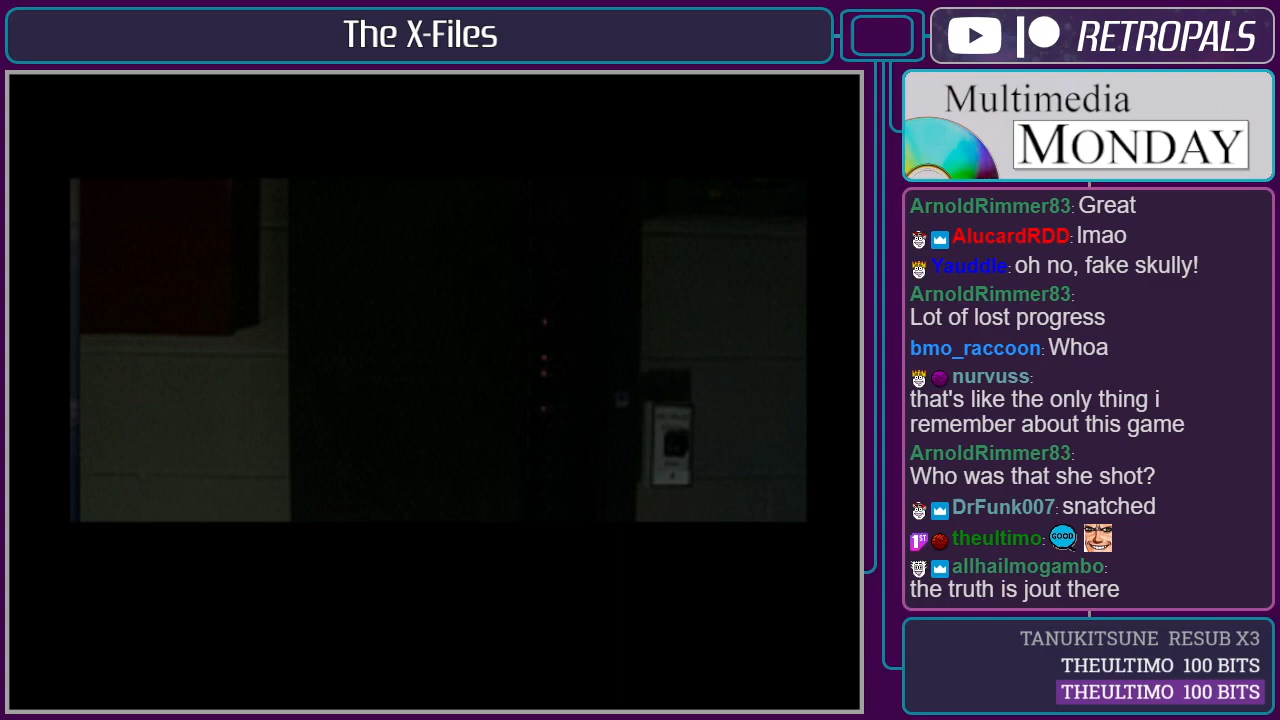 The X-Files
RETROPALS
Multimedia
MONDAY
ArnoldRimmer83: Great
AlucardRDD: lmao
Yauddle: oh no, fake skully!
ArnoldRimmer83:
Lot of lost progress
bmo_raccoon: Whoa
nurvuss:
that's like the only thing i
remember about this game
ArnoldRimmer83:
Who was that she shot?
DrFunk007: snatched
1ST theultimo: GOOD
allhailmogambo:
the truth is jout there
TANUKITSUNE RESUB X3
THEULTIMO 100 BITS
THEULTIMO 100 BITS